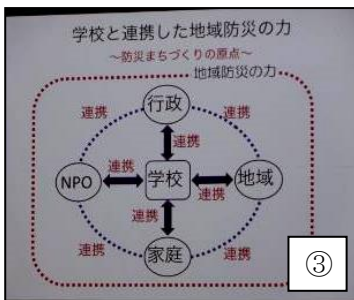 学校と連携した地域防災の力
～防災まちづくりの原点～
地域防災の力
行政
連携
連携
連携
NPO
連携
学校
連携
地域
連携
連携
連携
家庭
③